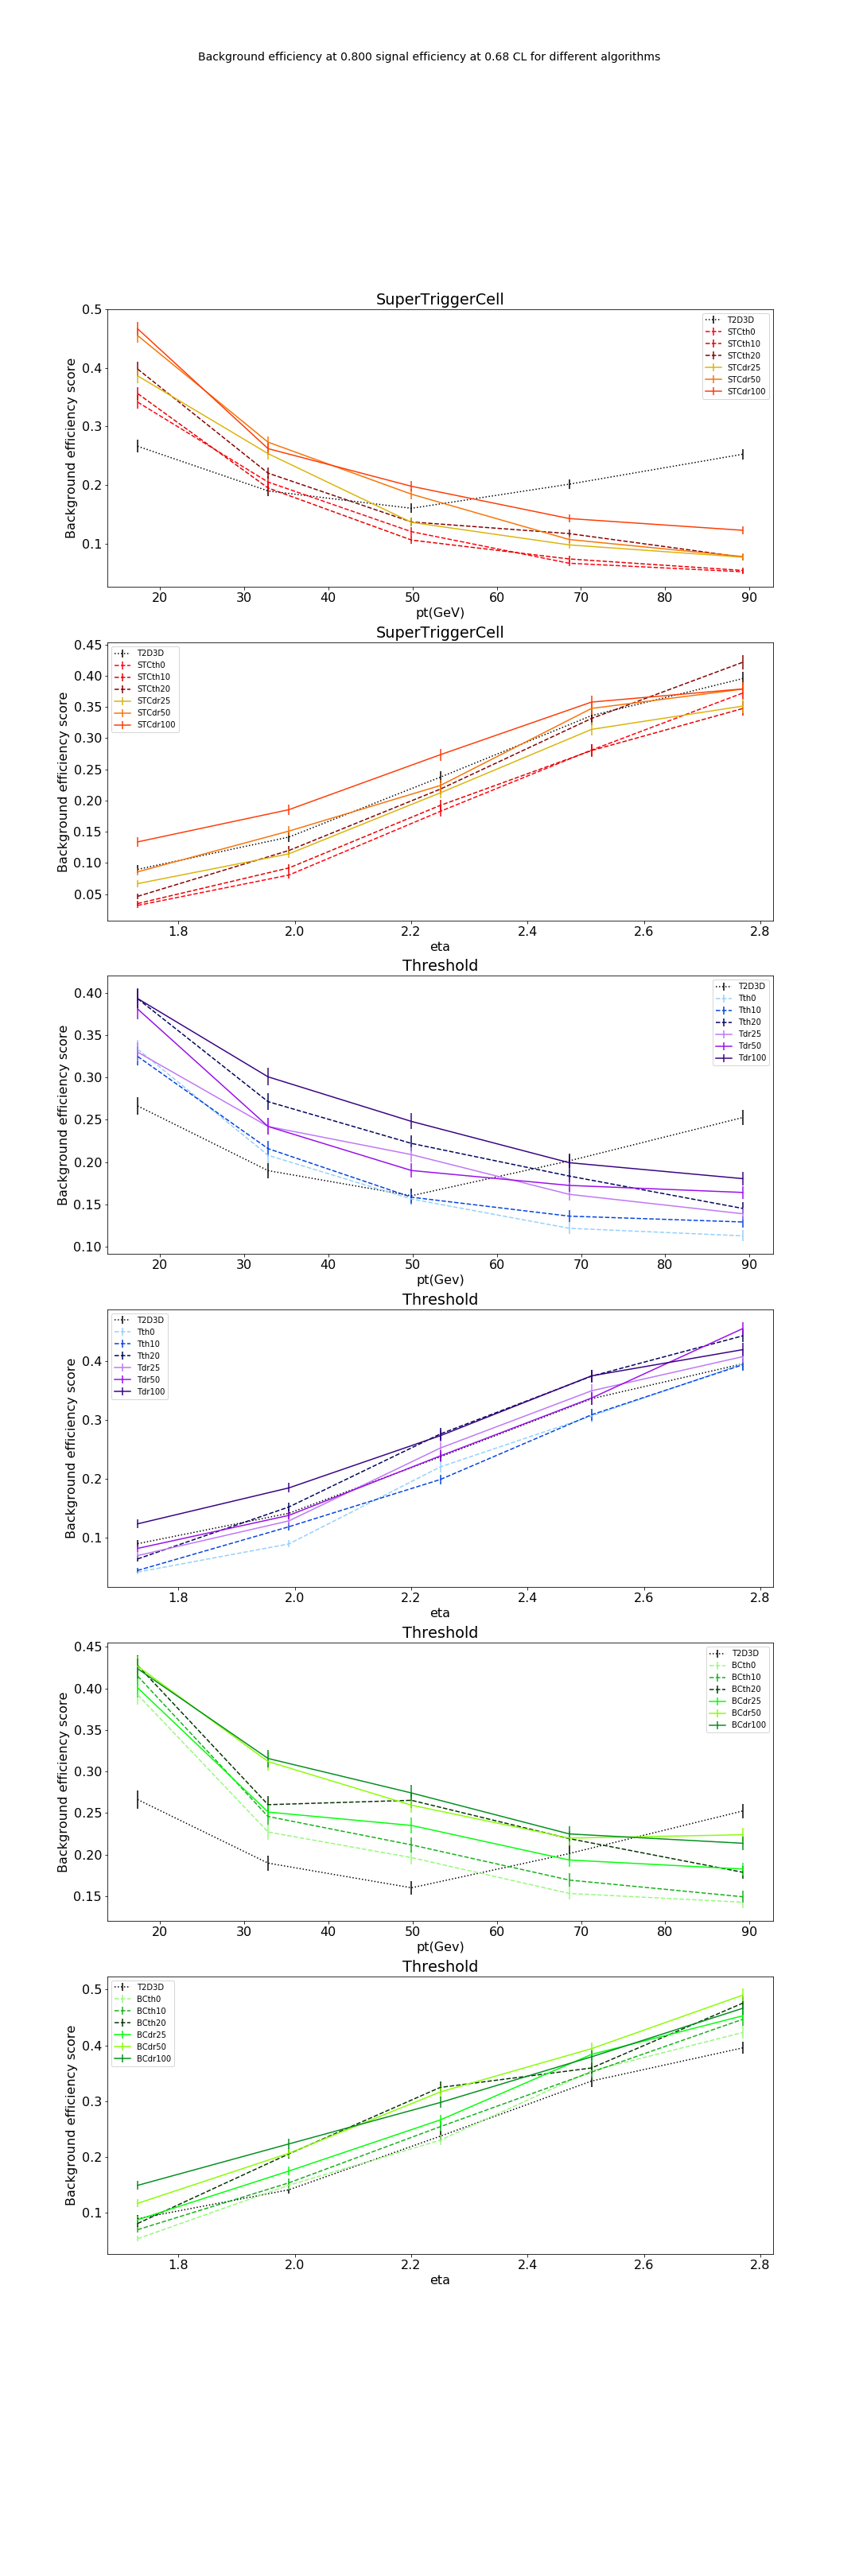 Background efficiency at 0.800 signal efficiency at 0.68 CL for different algorithms
SuperTriggerCell
Background efficiency score
0.5
0.4
0.3
0.2
0.1
T2D3D
STCth0
STCth10
STCth20
STCdr25
STCdr50
STCdr100
20 30 40 50 60 70 80 90
pt(GeV)
SuperTriggerCell
Background efficiency score
0.45
0.40
0.35
0.30
0.25
0.20
0.15
0.10
0.05
T2D3D
STCth0
STCth10
STCth20
STCdr25
STCdr50
STCdr100
1.8 2.0 2.2 2.4 2.6 2.8
eta
Threshold
Background efficiency score
0.40
0.35
0.30
0.25
0.20
0.15
0.10
T2D3D
Tth0
Tth10
Tth20
Tdr25
Tdr50
Tdr100
20 30 40 50 60 70 80 90
pt(Gev)
Threshold
Background efficiency score
0.4
0.3
0.2
0.1
T2D3D
Tth0
Tth10
Tth20
Tdr25
Tdr50
Tdr100
1.8 2.0 2.2 2.4 2.6 2.8
eta
Threshold
Background efficiency score
0.45
0.40
0.35
0.30
0.25
0.20
0.15
T2D3D
BCth0
BCth10
BCth20
BCdr25
BCdr50
BCdr100
20 30 40 50 60 70 80 90
pt(Gev)
Threshold
Background efficiency score
0.5
0.4
0.3
0.2
0.1
T2D3D
BCth0
BCth10
BCth20
BCdr25
BCdr50
BCdr100
1.8 2.0 2.2 2.4 2.6 2.8
eta